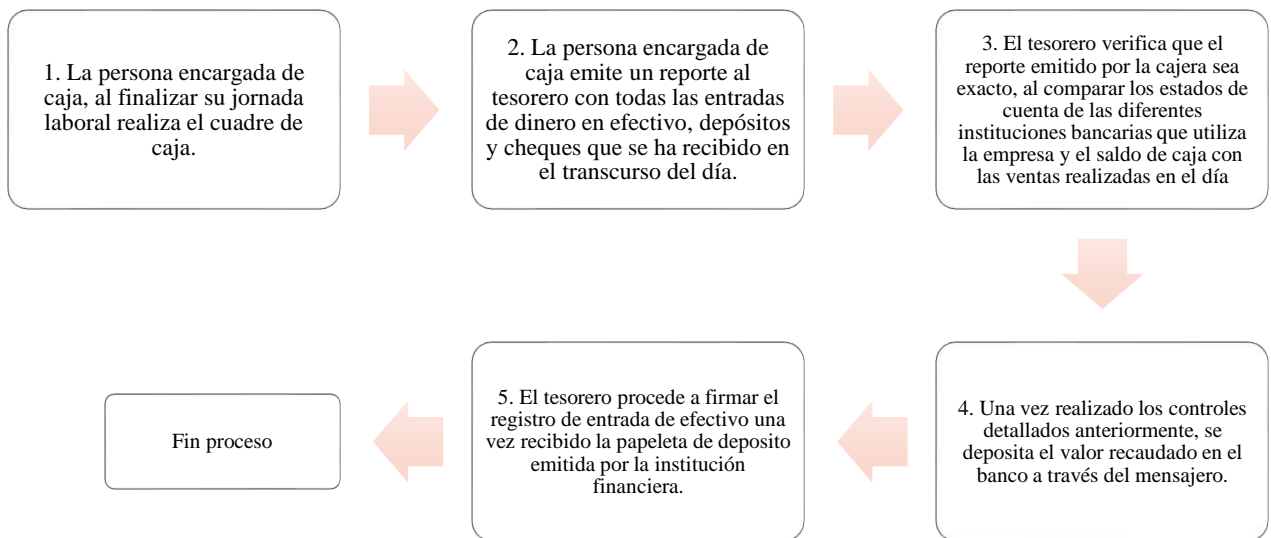 1. La persona encargada de
caja, al finalizar su jornada
laboral realiza el cuadre de
caja.
2. La persona encargada de
caja emite un reporte al
tesorero con todas las entradas
de dinero en efectivo, depósitos
y cheques que se ha recibido en
el transcurso del día.
3. El tesorero verifica que el
reporte emitido por la cajera sea
exacto, al comparar los estados de
cuenta de las diferentes
instituciones bancarias que utiliza
la empresa y el saldo de caja con
las ventas realizadas en el día
4. Una vez realizado los controles
detallados anteriormente, se
deposita el valor recaudado en el
banco a través del mensajero.
5. El tesorero procede a firmar el
registro de entrada de efectivo una
vez recibido la papeleta de deposito
emitida por la institución
financiera.
Fin proceso